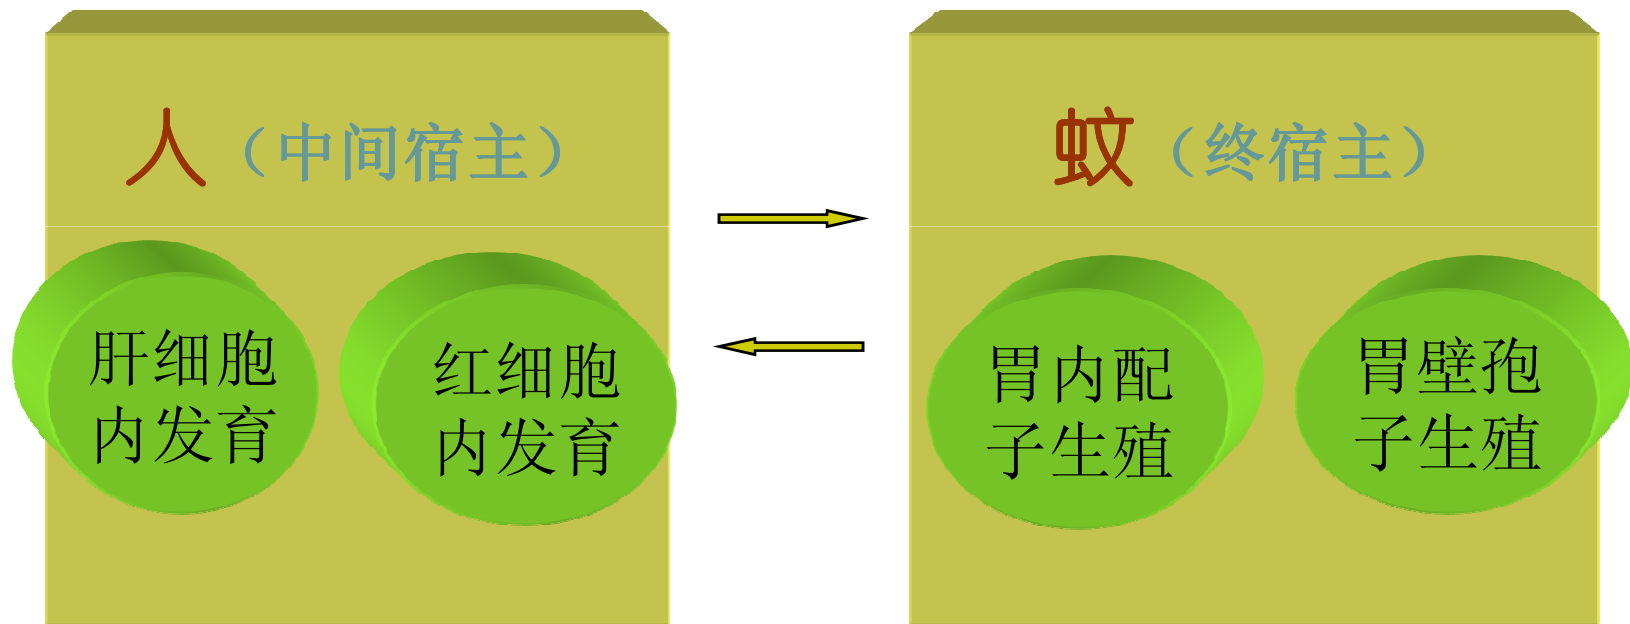 人（中间宿主）
肝细胞
内发育
红细胞
内发育
蚊（终宿主）
胃内配
子生殖
胃壁孢
子生殖